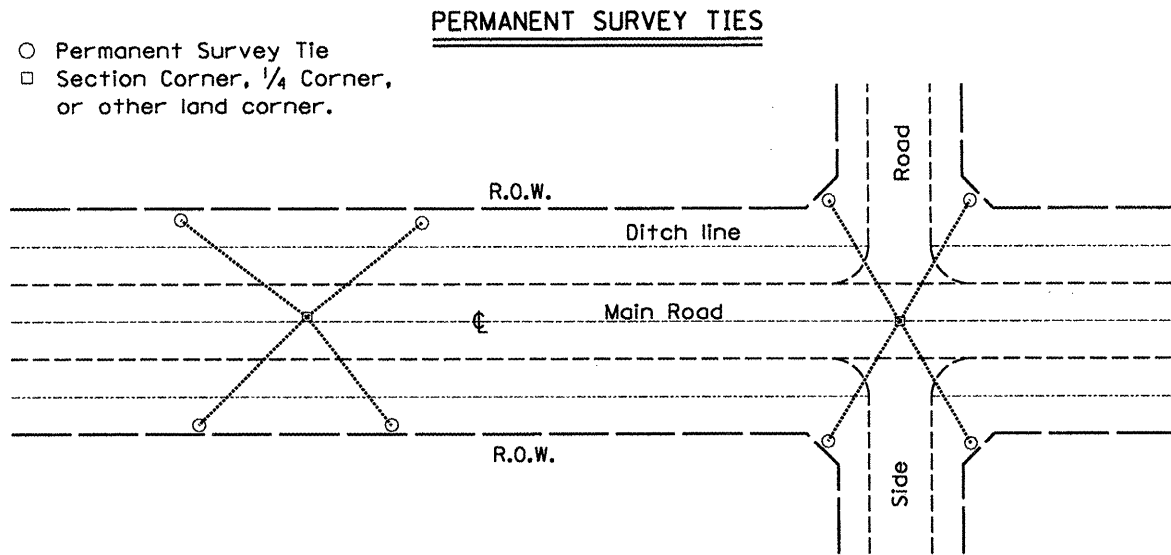 PERMANENT SURVEY TIES
Permanent Survey Tie
Section Corner, 1/4 Corner,
or other land corner.
Road
R.O.W.
Ditch line
Main Road
℄
R.O.W.
Side